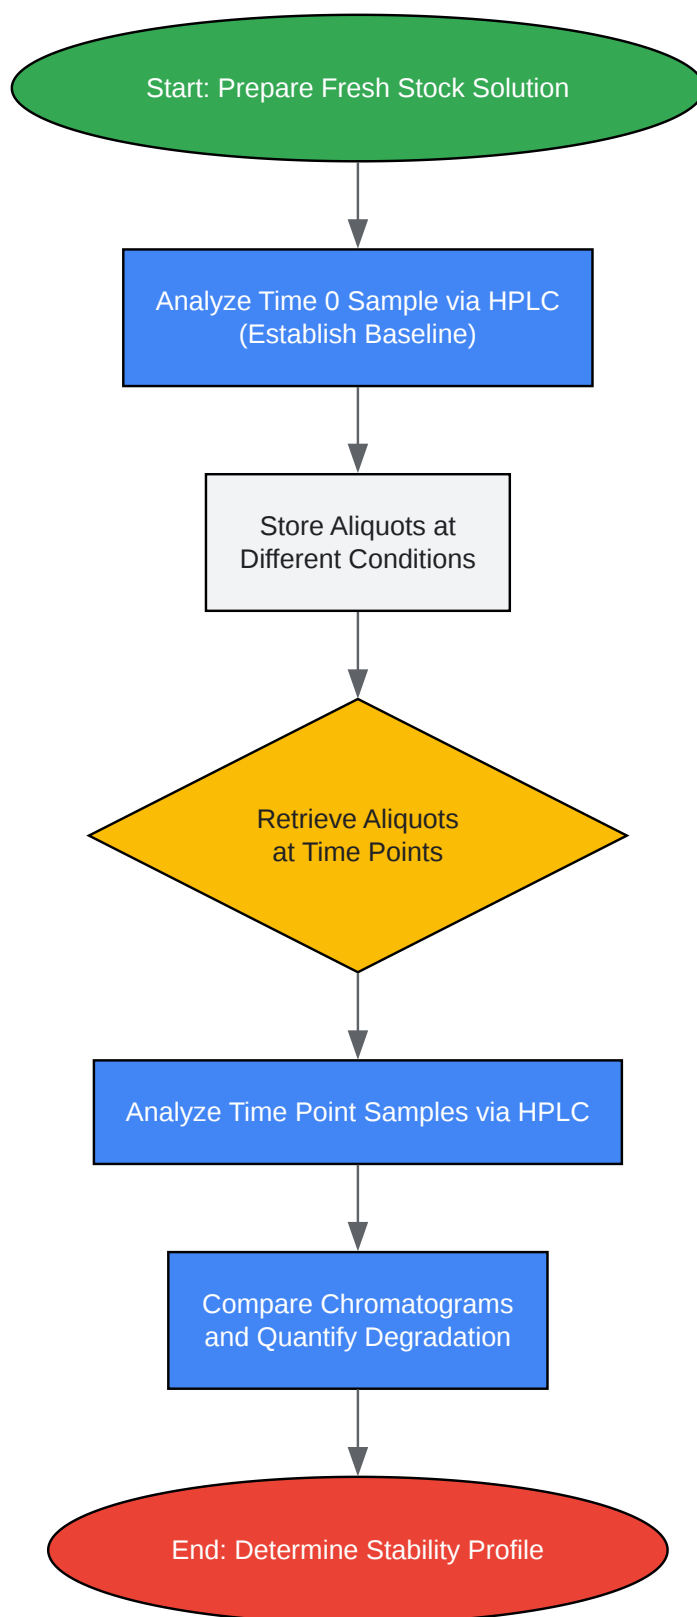 Start: Prepare Fresh Stock Solution
Analyze Time 0 Sample via HPLC
(Establish Baseline)
Store Aliquots at
Different Conditions
Retrieve Aliquots
at Time Points
Analyze Time Point Samples via HPLC
Compare Chromatograms
and Quantify Degradation
End: Determine Stability Profile